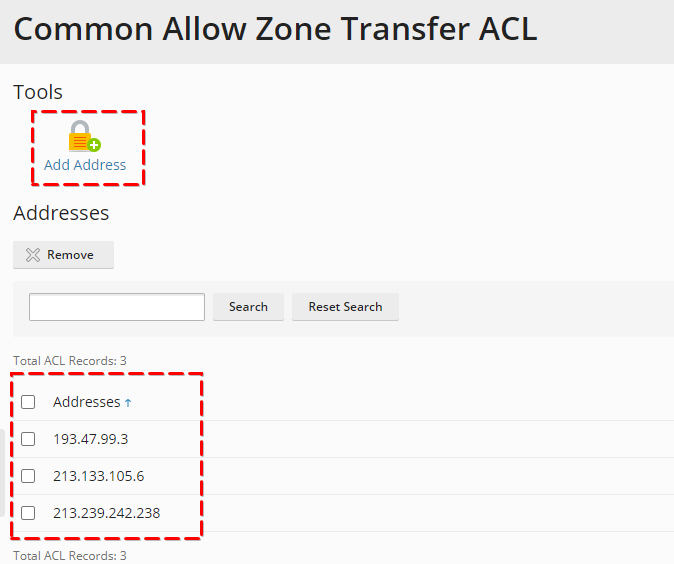 Common Allow Zone Transfer ACL
Tools
Add Address
Addresses
Remove
Search Reset Search
Total ACL Records: 3
Addresses ↑
193.47.99.3
213.133.105.6
213.239.242.238
Total ACL Records: 3